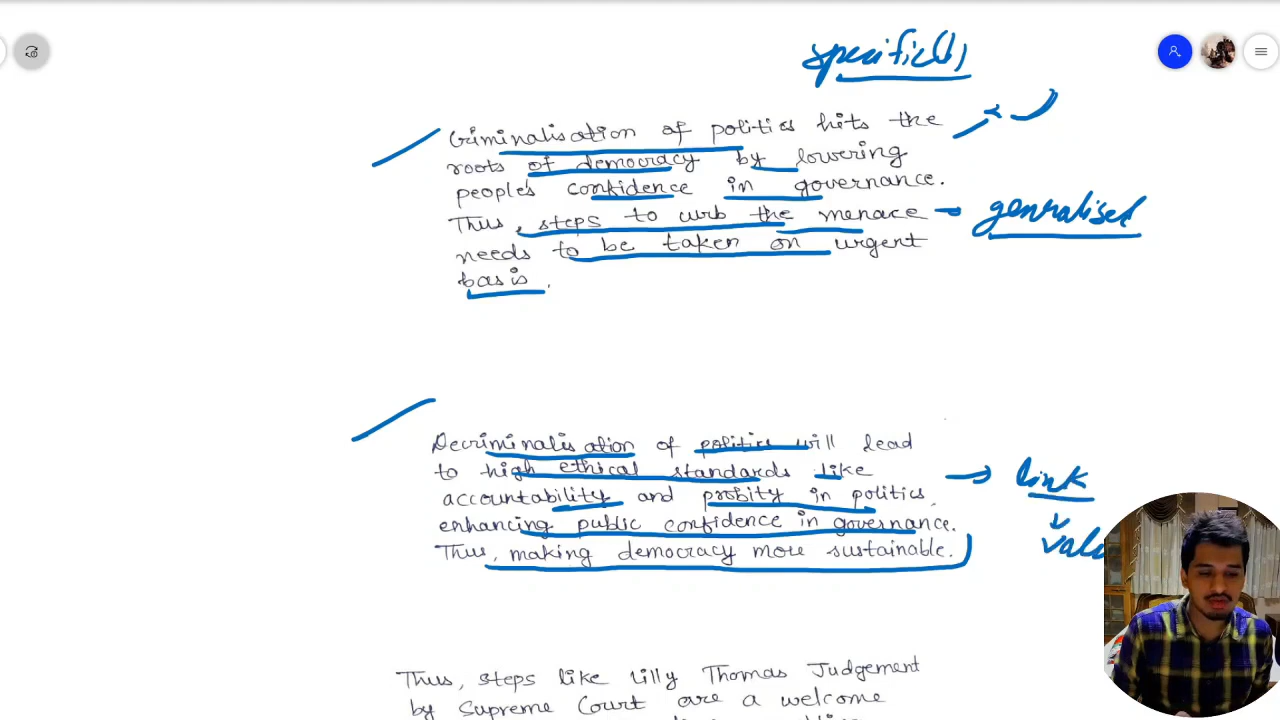 specificity
Criminalisation of politics hits the
roots of democracy by lowering
people's confidence in governance.
Thus, steps to curb the menace
needs to be taken on urgent
basis.
genralised
Decriminalisation of politics will lead
to high ethical standards like
accountability and probity in politics,
enhancing public confidence in governance.
Thus, making democracy more sustainable.
link
Thus, steps like Lilly Thomas Judgement
by Supreme Court are a welcome